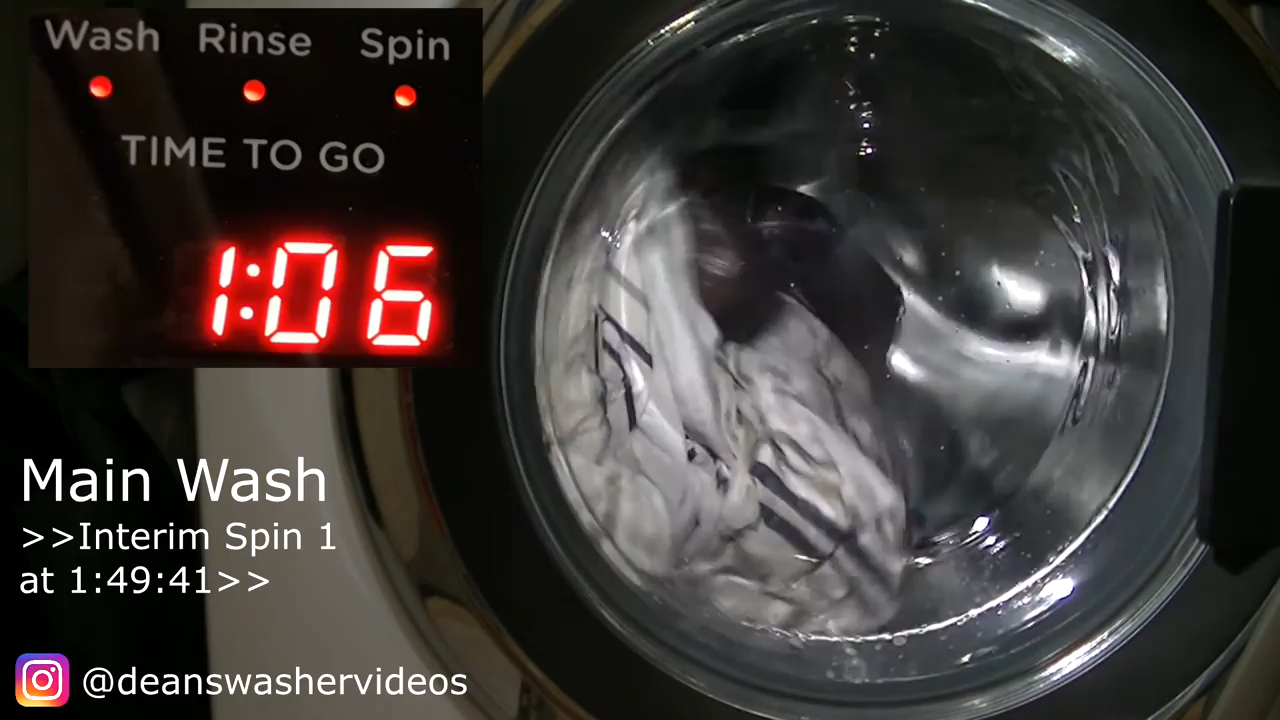 Wash Rinse Spin
TIME TO GO
1:06
Main Wash
>>Interim Spin 1
at 1:49:41>>
@deanswashervideos